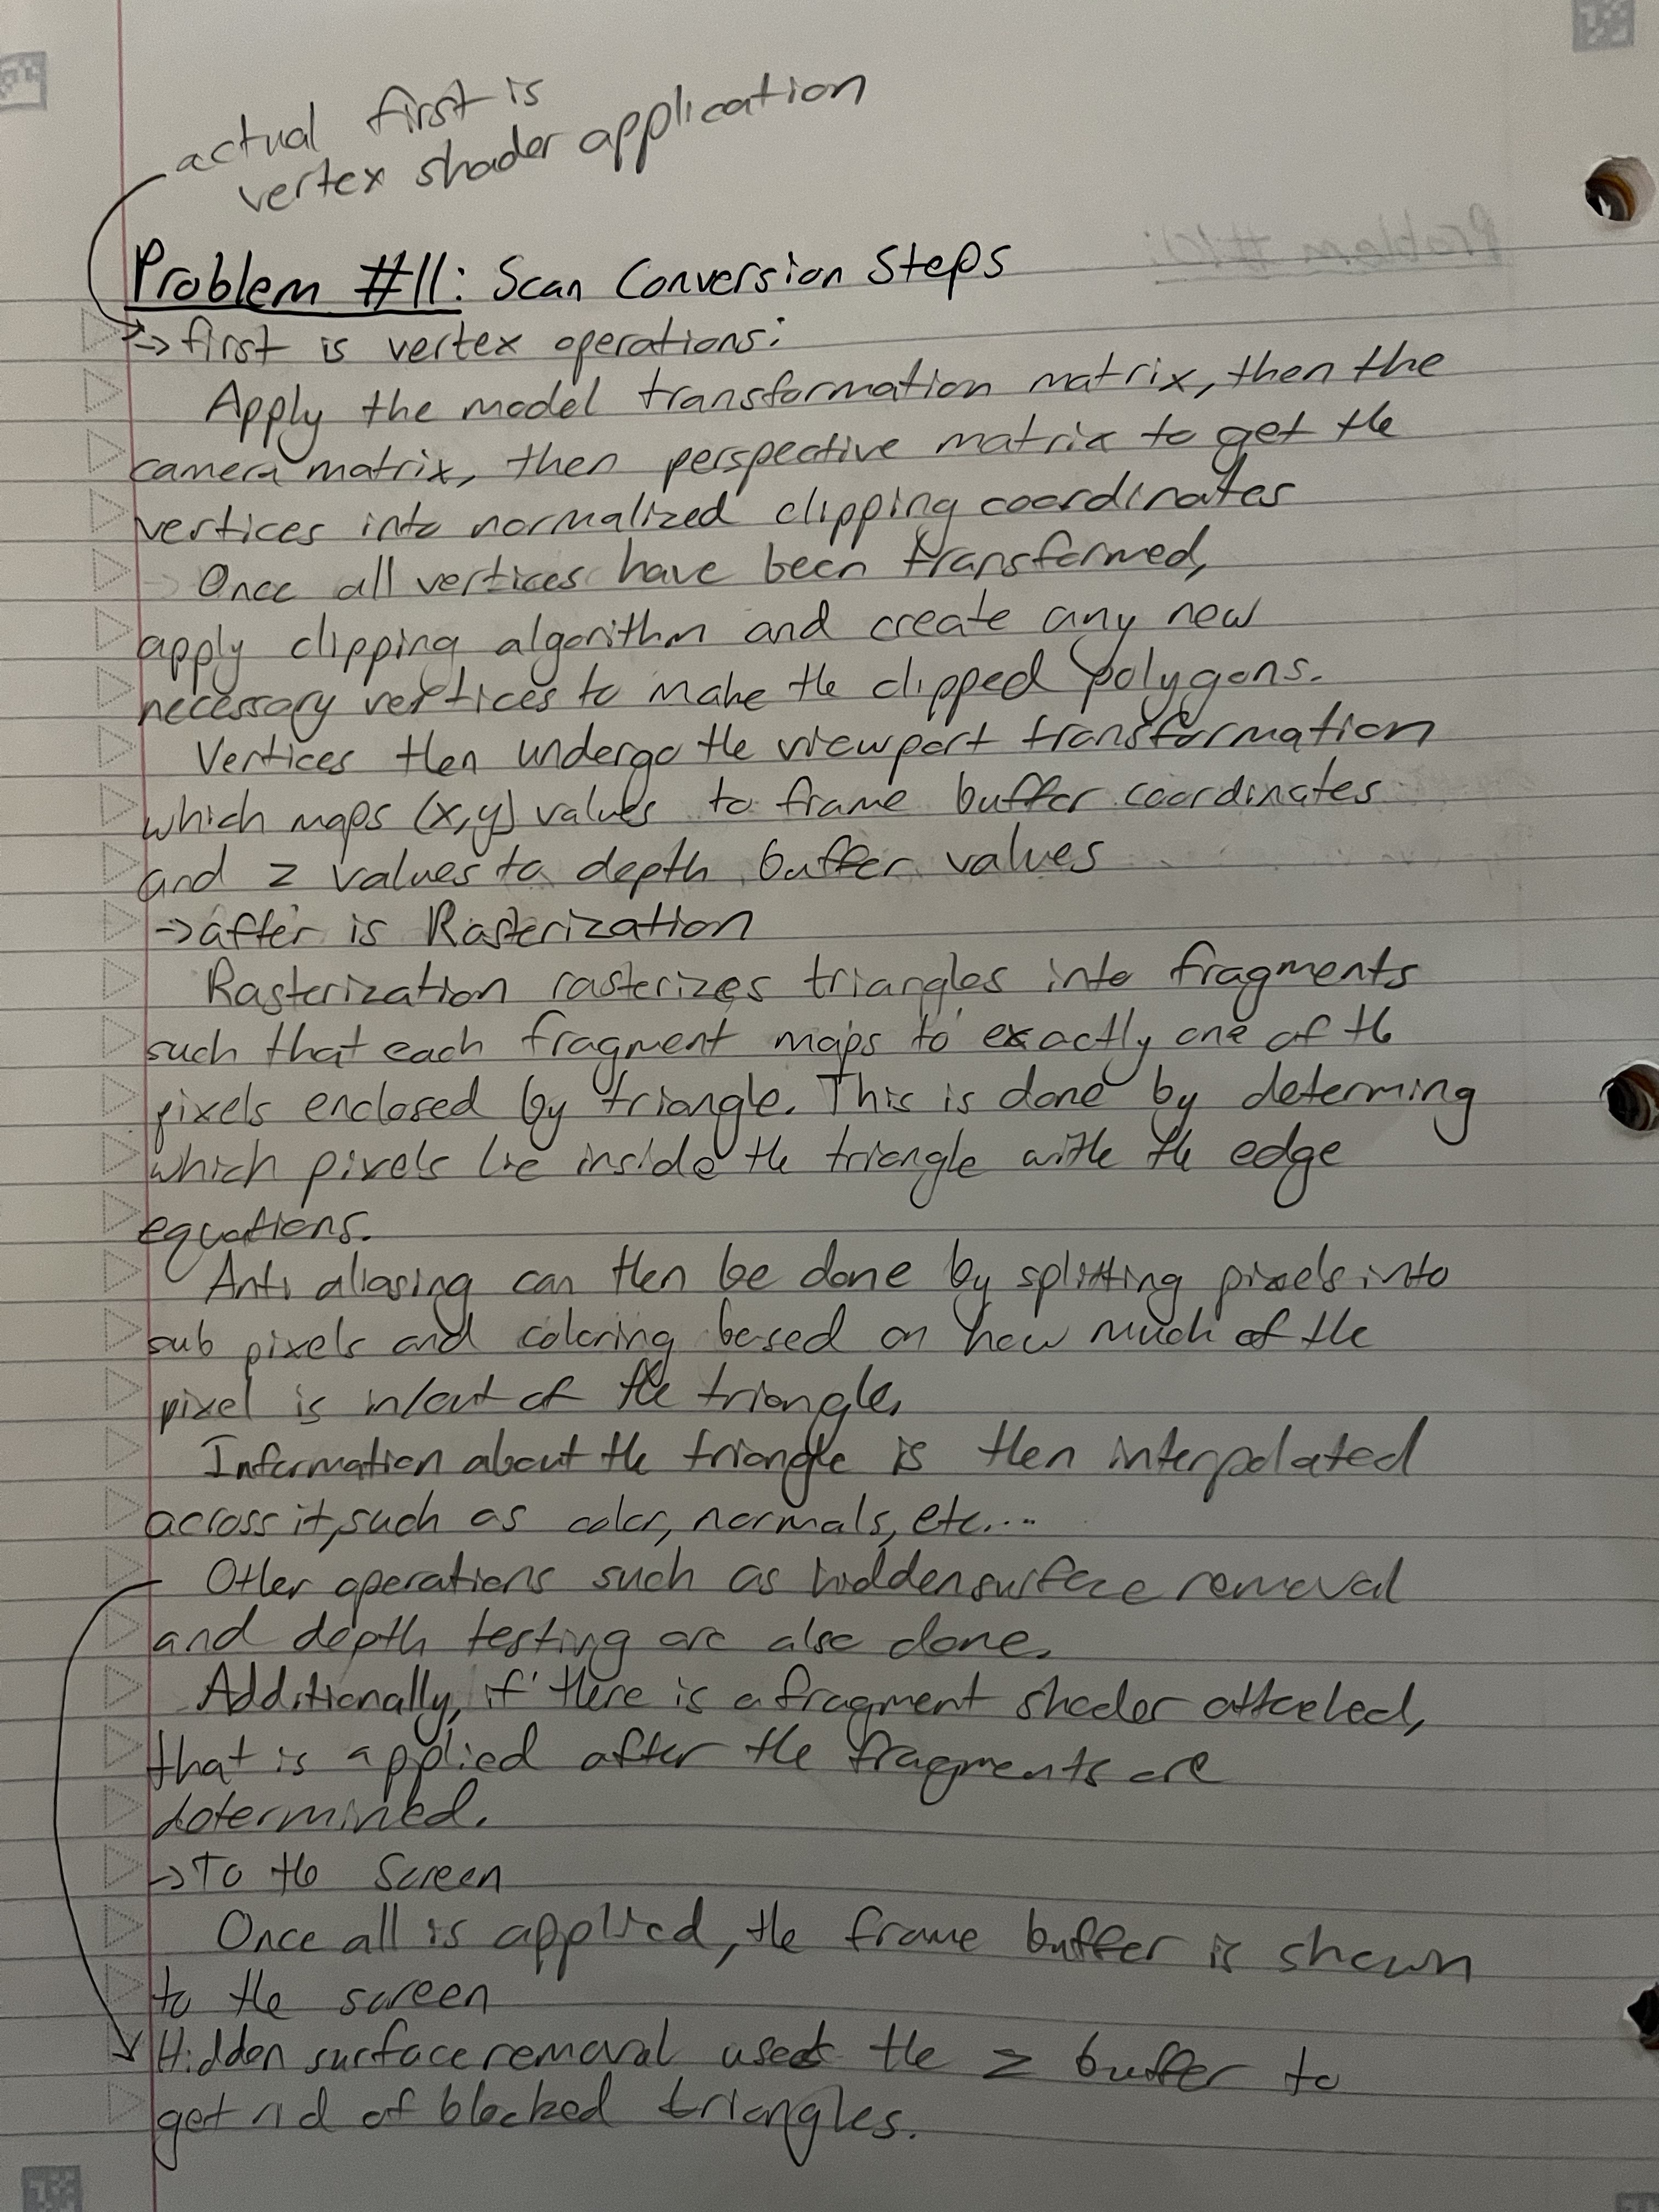 actual first is
vertex shader application
Problem #11: Scan Conversion Steps
Problem #10:
→ first is vertex operations:
Apply the model transformation matrix, then the
camera matrix, then perspective matrix to get the
vertices into normalized clipping coordinates
Once all vertices have been transformed,
apply clipping algorithm and create any new
necessary vertices to make the clipped polygons.
Vertices then undergo the viewport transformation
which maps (x,y) values to frame buffer coordinates
and z values to depth buffer values
→ after is Rasterization
Rasterization rasterizes triangles into fragments
such that each fragment maps to exactly one of the
pixels enclosed by triangle. This is done by determing
which pixels lie inside the triangle with the edge
equations.
Anti aliasing can then be done by splitting pixels into
sub pixels and coloring based on how much of the
pixel is in/out of the triangle.
Information about the triangle is then interpolated
across it, such as color, normals, etc....
Other operations such as hidden surface removal
and depth testing are also done.
Additionally, if there is a fragment shader attached,
that is applied after the fragments are
determined.
→ To the screen
Once all is applied, the frame buffer is shown
to the screen
Hidden surface removal uses the z buffer to
get rid of blocked triangles.